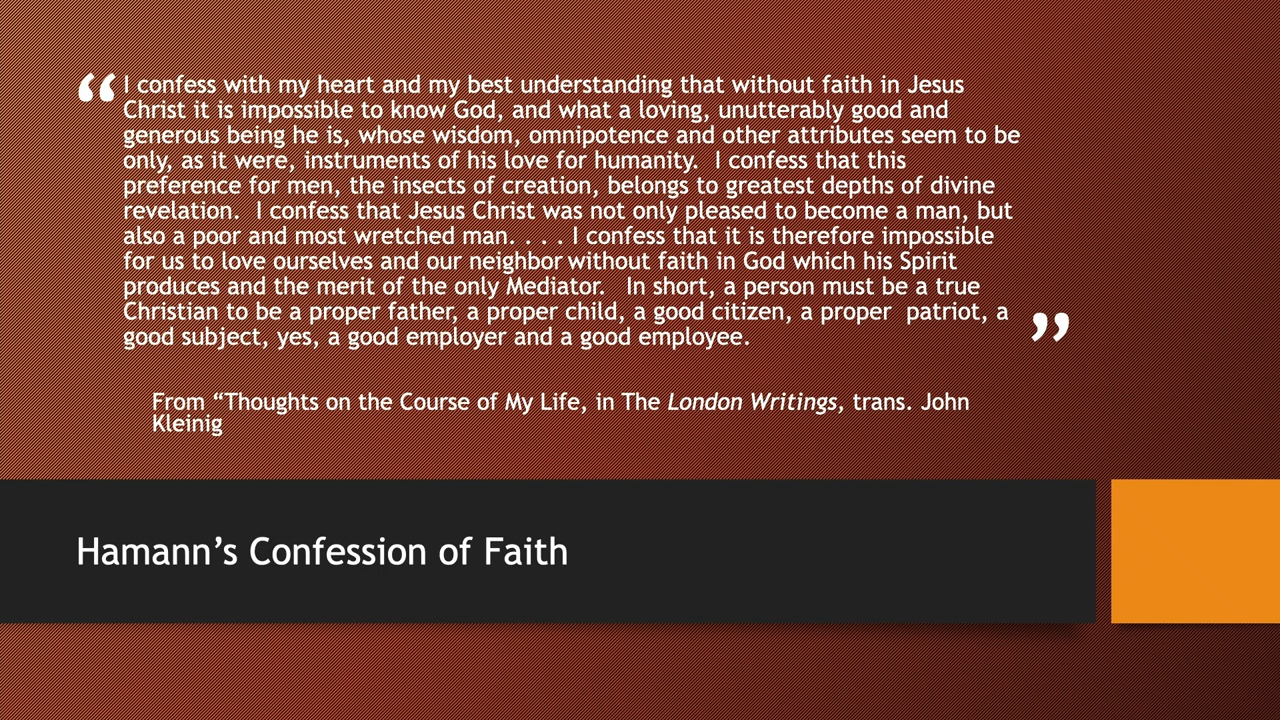 “I confess with my heart and my best understanding that without faith in Jesus
Christ it is impossible to know God, and what a loving, unutterably good and
generous being he is, whose wisdom, omnipotence and other attributes seem to be
only, as it were, instruments of his love for humanity.  I confess that this
preference for men, the insects of creation, belongs to greatest depths of divine
revelation.  I confess that Jesus Christ was not only pleased to become a man, but
also a poor and most wretched man. . . . I confess that it is therefore impossible
for us to love ourselves and our neighbor without faith in God which his Spirit
produces and the merit of the only Mediator.   In short, a person must be a true
Christian to be a proper father, a proper child, a good citizen, a proper  patriot, a
good subject, yes, a good employer and a good employee.”
From “Thoughts on the Course of My Life, in The London Writings, trans. John
Kleinig
Hamann’s Confession of Faith